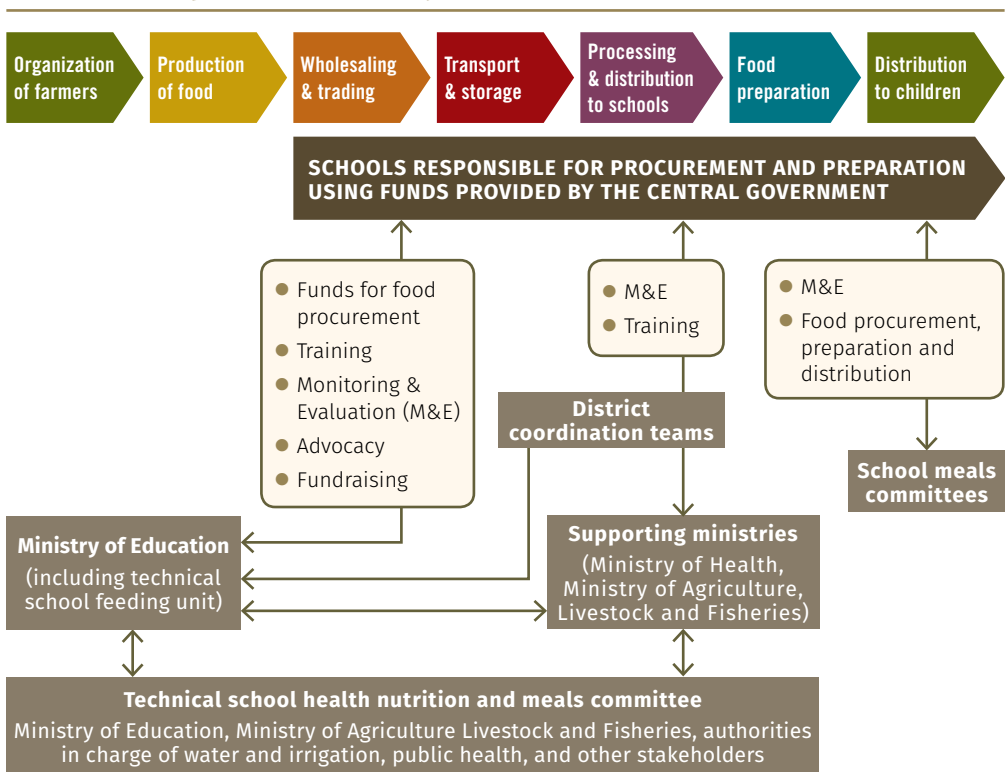 Organization
of farmers
Production
of food
Wholesaling
& trading
Transport
& storage
Processing
& distribution
to schools
Food
preparation
Distribution
to children
SCHOOLS RESPONSIBLE FOR PROCUREMENT AND PREPARATION
USING FUNDS PROVIDED BY THE CENTRAL GOVERNMENT
Funds for food
procurement
Training
Monitoring &
Evaluation (M&E)
Advocacy
Fundraising
M&E
Training
M&E
Food procurement,
preparation and
distribution
District
coordination teams
School meals
committees
Ministry of Education
(including technical
school feeding unit)
Supporting ministries
(Ministry of Health,
Ministry of Agriculture,
Livestock and Fisheries)
Technical school health nutrition and meals committee
Ministry of Education, Ministry of Agriculture Livestock and Fisheries, authorities
in charge of water and irrigation, public health, and other stakeholders